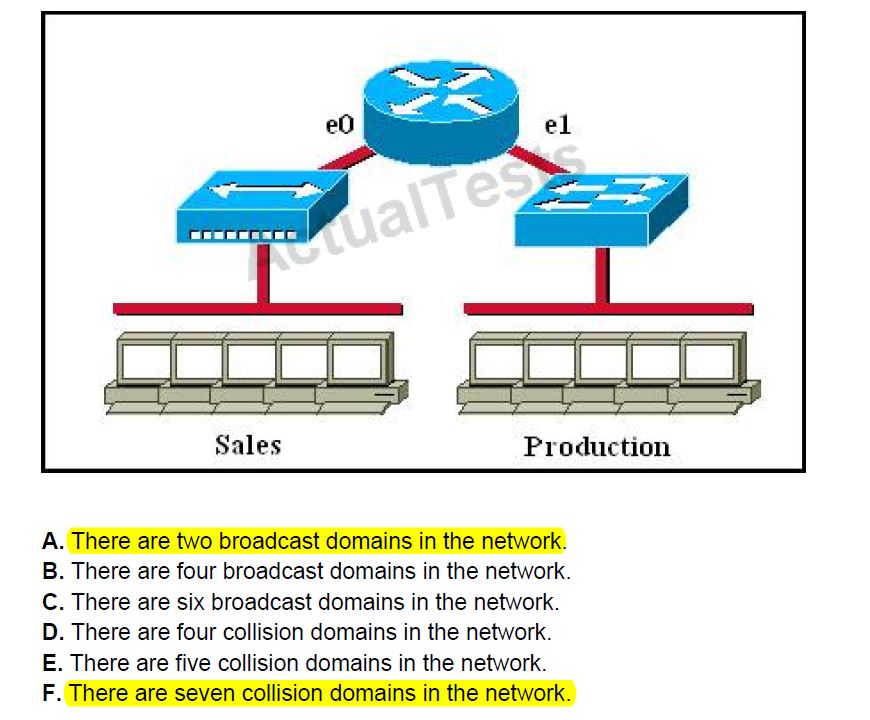 e0
e1
ActualTests
Sales
Production
A. There are two broadcast domains in the network.
B. There are four broadcast domains in the network.
C. There are six broadcast domains in the network.
D. There are four collision domains in the network.
E. There are five collision domains in the network.
F. There are seven collision domains in the network.